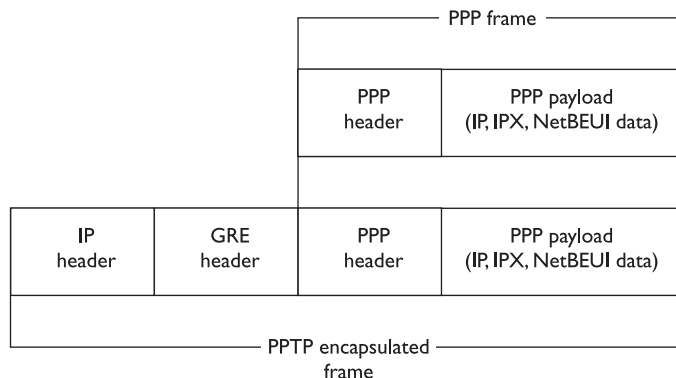 PPP frame
PPP
header
PPP payload
(IP, IPX, NetBEUI data)
IP
header
GRE
header
PPP
header
PPP payload
(IP, IPX, NetBEUI data)
PPTP encapsulated
frame